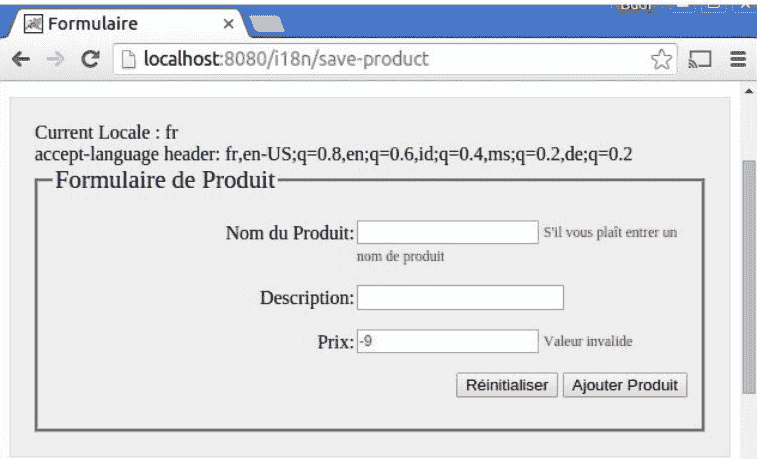 Formulaire
localhost:8080/i18n/save-product
Current Locale : fr
accept-language header: fr,en-US;q=0.8,en;q=0.6,id;q=0.4,ms;q=0.2,de;q=0.2
Formulaire de Produit
Nom du Produit: S'il vous plaît entrer un
nom de produit
Description:
Prix: -9 Valeur invalide
Réinitialiser Ajouter Produit